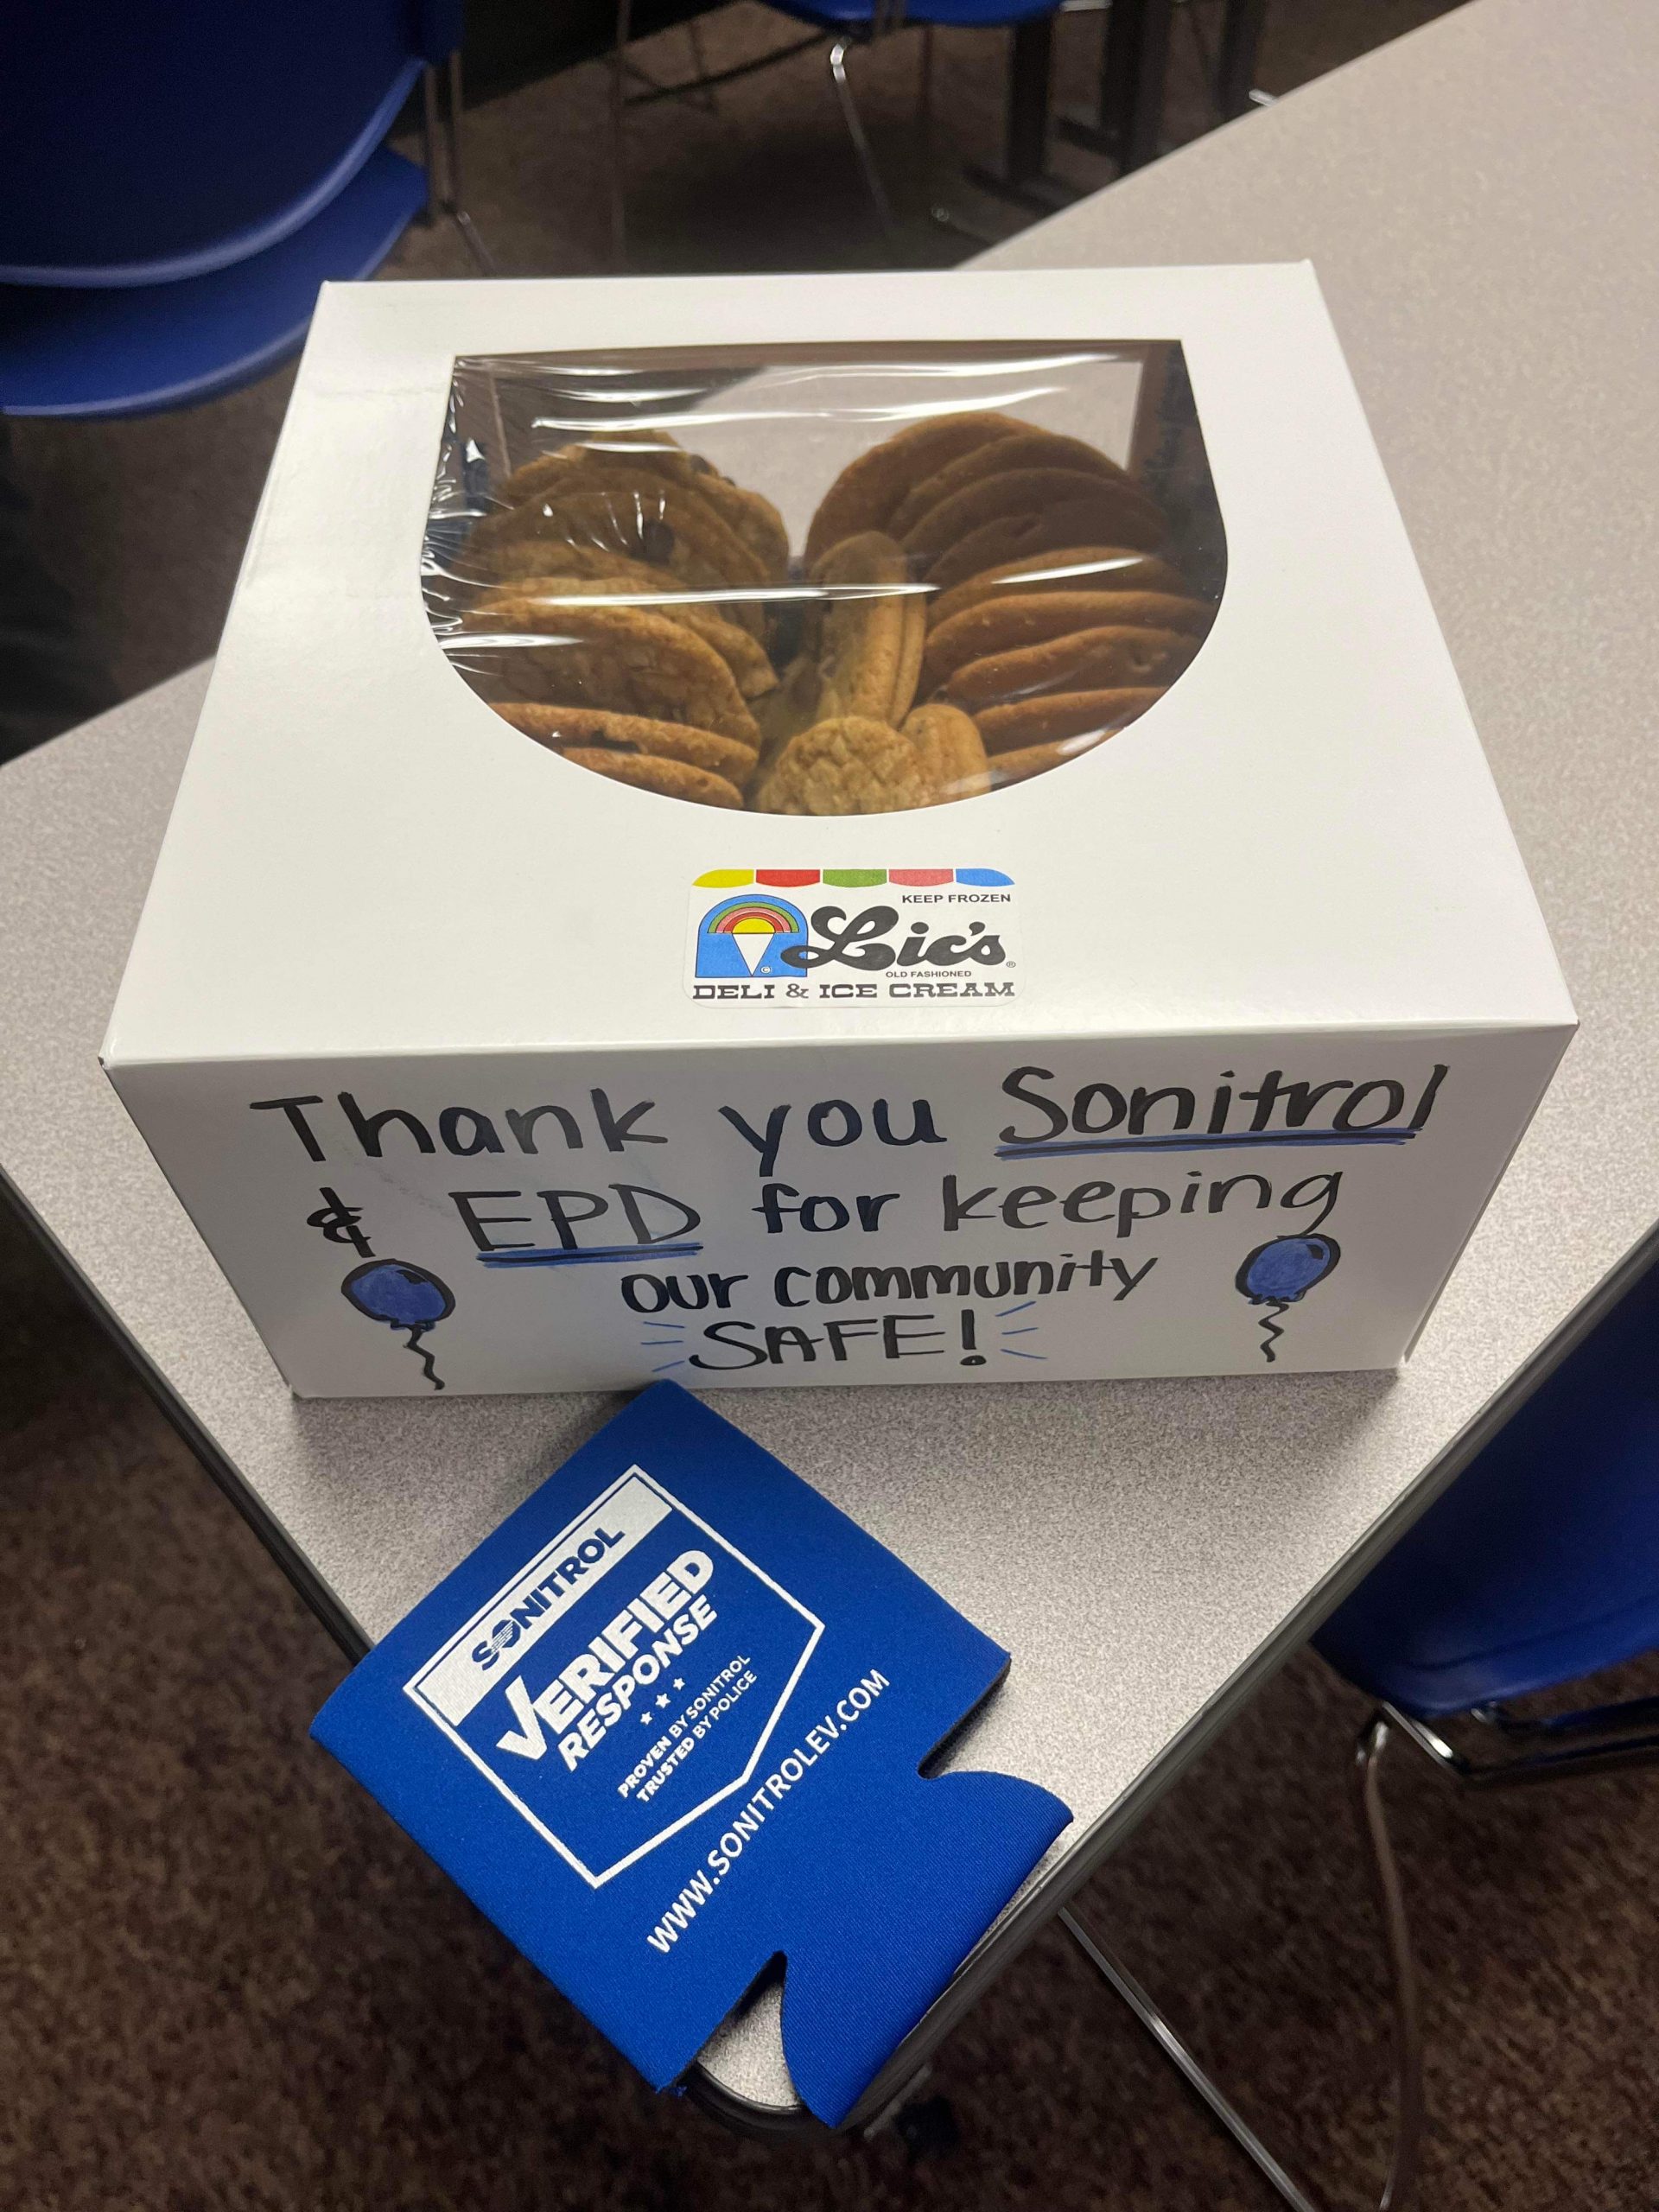 KEEP FROZEN
Lic's ®
OLD FASHIONED
DELI & ICE CREAM
Thank you Sonitrol
& EPD for keeping
our community
SAFE!
SONITROL
VERIFIED
RESPONSE
PROVEN BY SONITROL
TRUSTED BY POLICE
WWW.SONITROLEV.COM